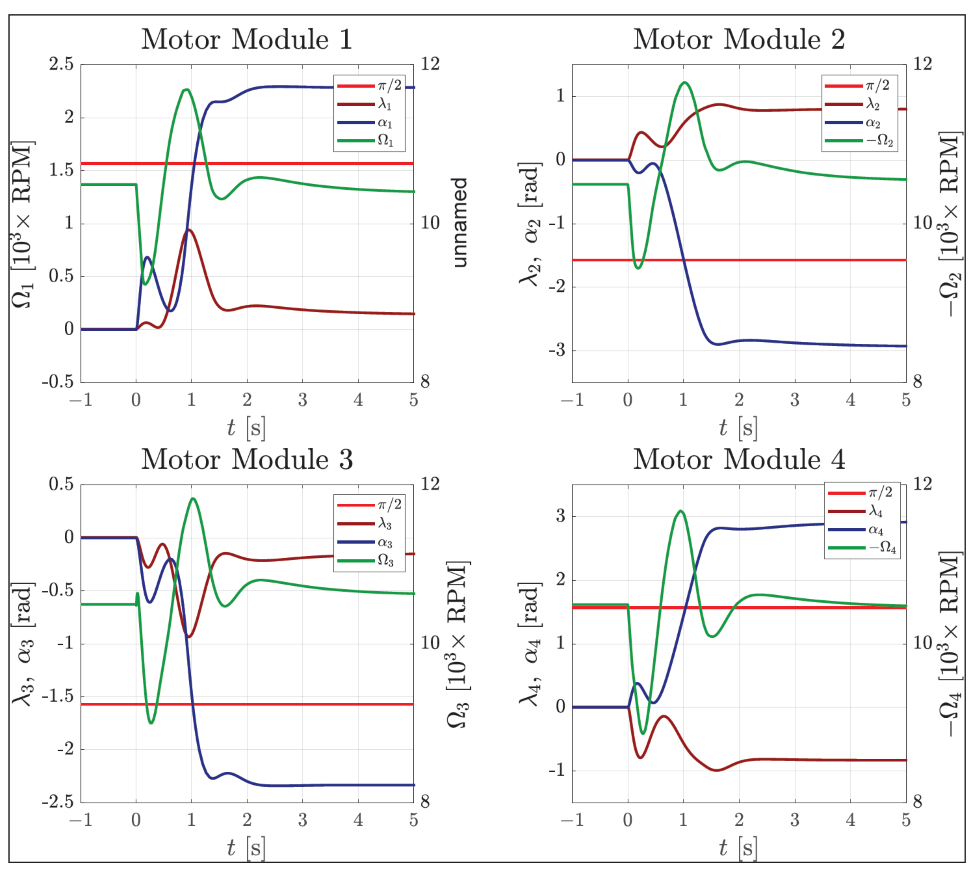 Motor Module 1
2.5
2
1.5
1
0.5
0
-0.5
12
10
8
−1 0 1 2 3 4 5
t [s]
Ω1 [10³× RPM]
unnamed
π/2
λ1
α1
Ω1
Motor Module 2
1
0
-1
-2
-3
12
10
8
−1 0 1 2 3 4 5
t [s]
λ2, α2 [rad]
−Ω2 [10³× RPM]
π/2
λ2
α2
−Ω2
Motor Module 3
0.5
0
-0.5
-1
-1.5
-2
-2.5
12
10
8
−1 0 1 2 3 4 5
t [s]
λ3, α3 [rad]
Ω3 [10³× RPM]
π/2
λ3
α3
Ω3
Motor Module 4
3
2
1
0
-1
12
10
8
−1 0 1 2 3 4 5
t [s]
λ4, α4 [rad]
−Ω4 [10³× RPM]
π/2
λ4
α4
−Ω4